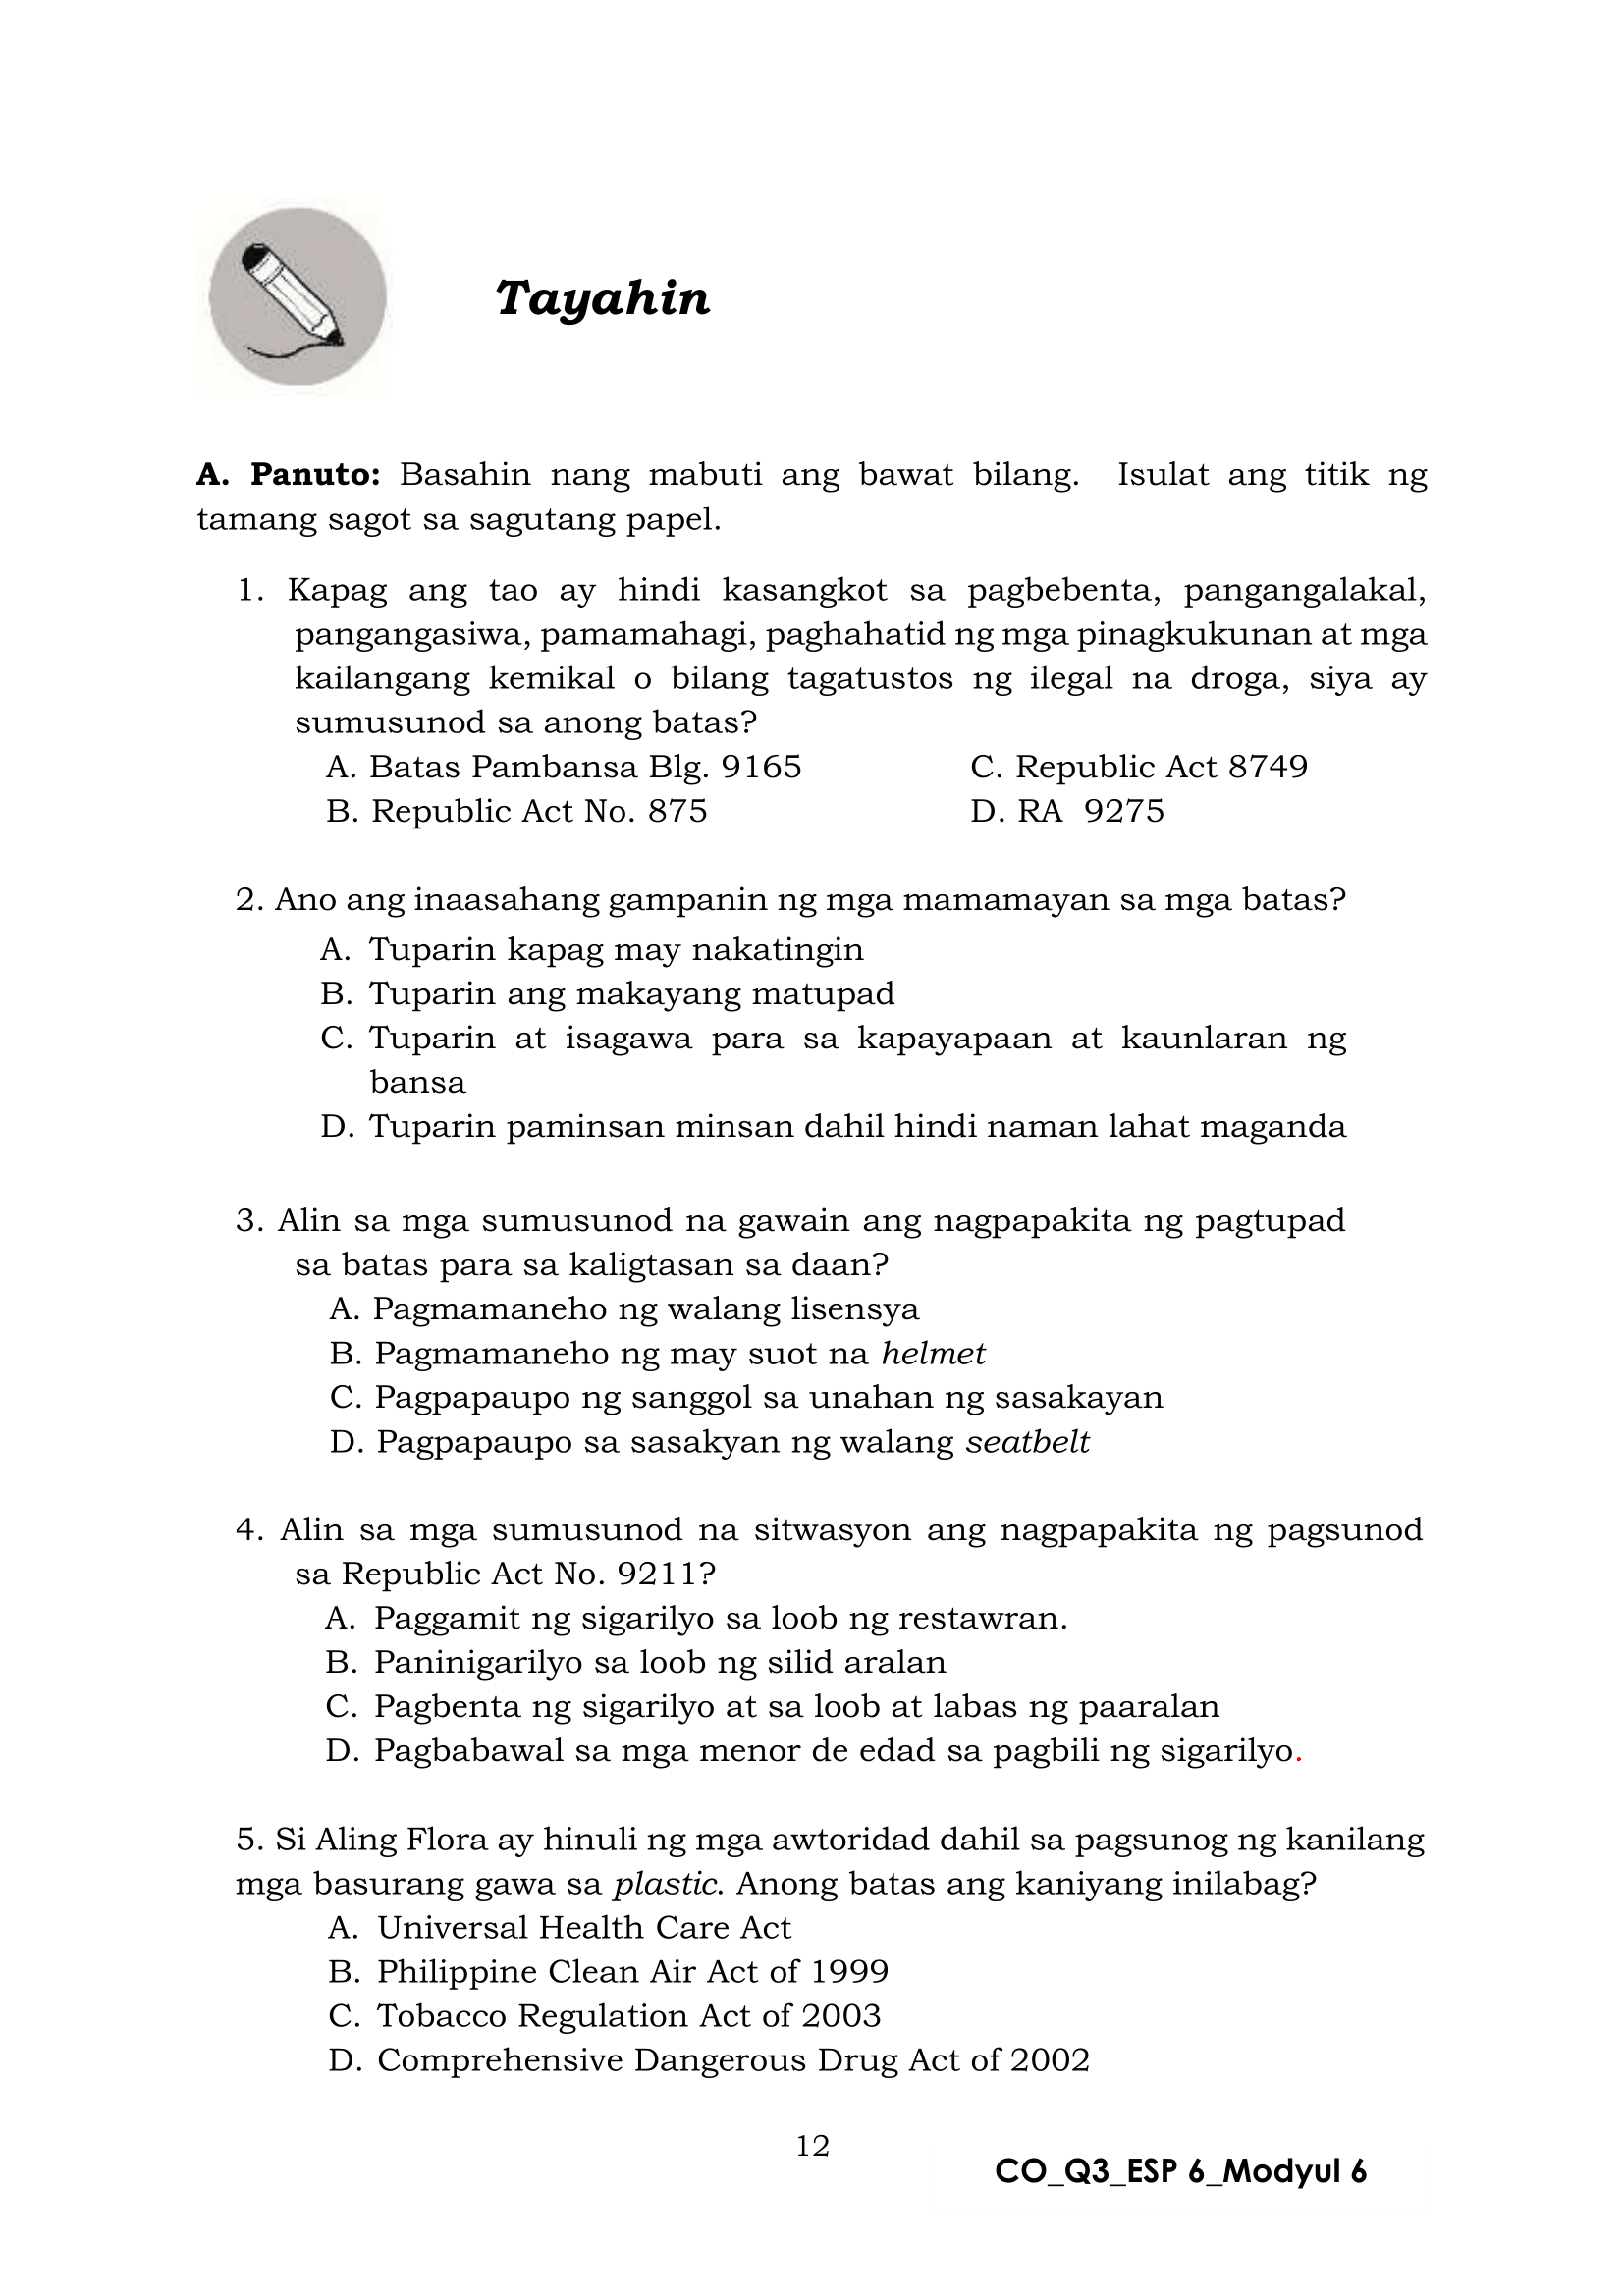 Tayahin
A. Panuto: Basahin nang mabuti ang bawat bilang. Isulat ang titik ng
tamang sagot sa sagutang papel.
1. Kapag ang tao ay hindi kasangkot sa pagbebenta, pangangalakal,
pangangasiwa, pamamahagi, paghahatid ng mga pinagkukunan at mga
kailangang kemikal o bilang tagatustos ng ilegal na droga, siya ay
sumusunod sa anong batas?
A. Batas Pambansa Blg. 9165 C. Republic Act 8749
B. Republic Act No. 875 D. RA 9275
2. Ano ang inaasahang gampanin ng mga mamamayan sa mga batas?
A. Tuparin kapag may nakatingin
B. Tuparin ang makayang matupad
C. Tuparin at isagawa para sa kapayapaan at kaunlaran ng
bansa
D. Tuparin paminsan minsan dahil hindi naman lahat maganda
3. Alin sa mga sumusunod na gawain ang nagpapakita ng pagtupad
sa batas para sa kaligtasan sa daan?
A. Pagmamaneho ng walang lisensya
B. Pagmamaneho ng may suot na helmet
C. Pagpapaupo ng sanggol sa unahan ng sasakayan
D. Pagpapaupo sa sasakyan ng walang seatbelt
4. Alin sa mga sumusunod na sitwasyon ang nagpapakita ng pagsunod
sa Republic Act No. 9211?
A. Paggamit ng sigarilyo sa loob ng restawran.
B. Paninigarilyo sa loob ng silid aralan
C. Pagbenta ng sigarilyo at sa loob at labas ng paaralan
D. Pagbabawal sa mga menor de edad sa pagbili ng sigarilyo.
5. Si Aling Flora ay hinuli ng mga awtoridad dahil sa pagsunog ng kanilang
mga basurang gawa sa plastic. Anong batas ang kaniyang inilabag?
A. Universal Health Care Act
B. Philippine Clean Air Act of 1999
C. Tobacco Regulation Act of 2003
D. Comprehensive Dangerous Drug Act of 2002
12
CO_Q3_ESP 6_Modyul 6